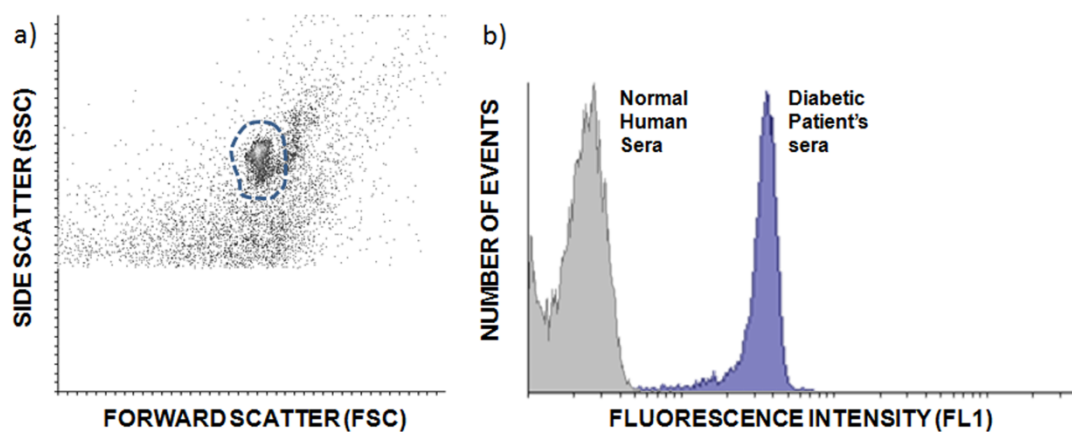 a)
SIDE SCATTER (SSC)
FORWARD SCATTER (FSC)
b)
NUMBER OF EVENTS
Normal
Human
Sera
Diabetic
Patient's
sera
FLUORESCENCE INTENSITY (FL1)